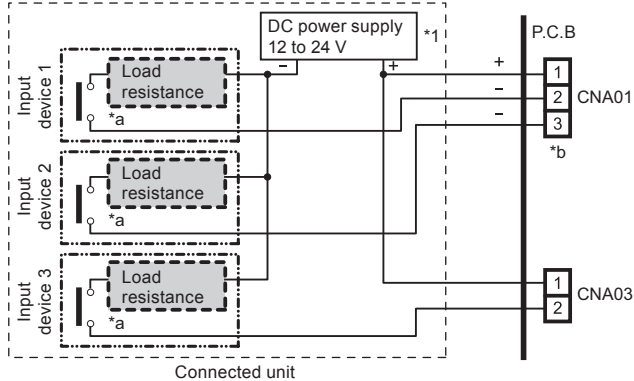 DC power supply
12 to 24 V
*1
P.C.B
− + + 1
Input
device 1
Load
resistance
*a
− 2 CNA01
− 3
*b
Input
device 2
Load
resistance
*a
Input
device 3
Load
resistance
*a
1
2
CNA03
Connected unit